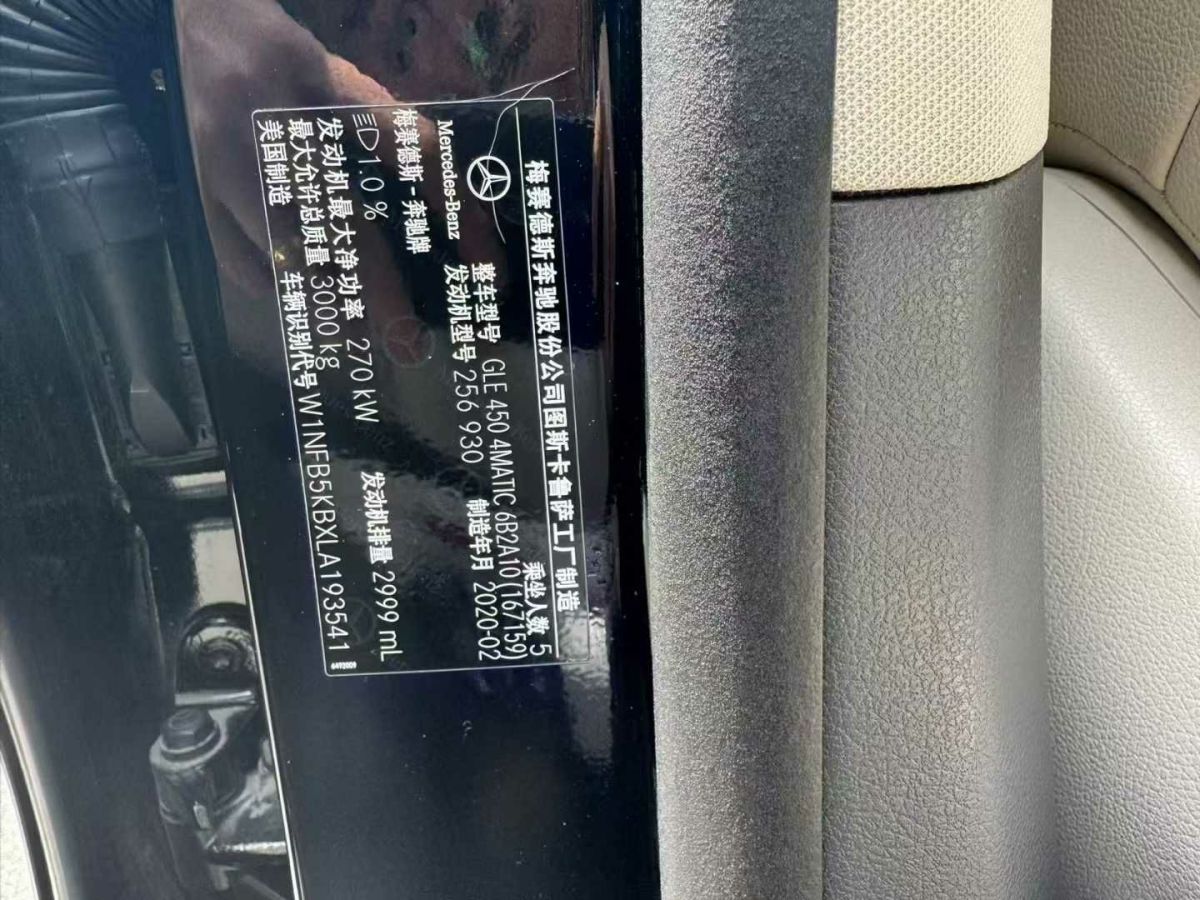 梅赛德斯奔驰股份公司图斯卡鲁萨工厂 制造
乘坐人数 5
整车型号 GLE 450 4MATIC 6B2A10(167159)
Mercedes-Benz 发动机型号 256 930 制造年月 2020-02
梅赛德斯 - 奔驰牌
1.0 %
发动机最大净功率 270 kW 发动机排量 2999 mL
最大允许总质量 3000 kg
美国制造 车辆识别代号 W1NFB5KBXLA193541
6492009